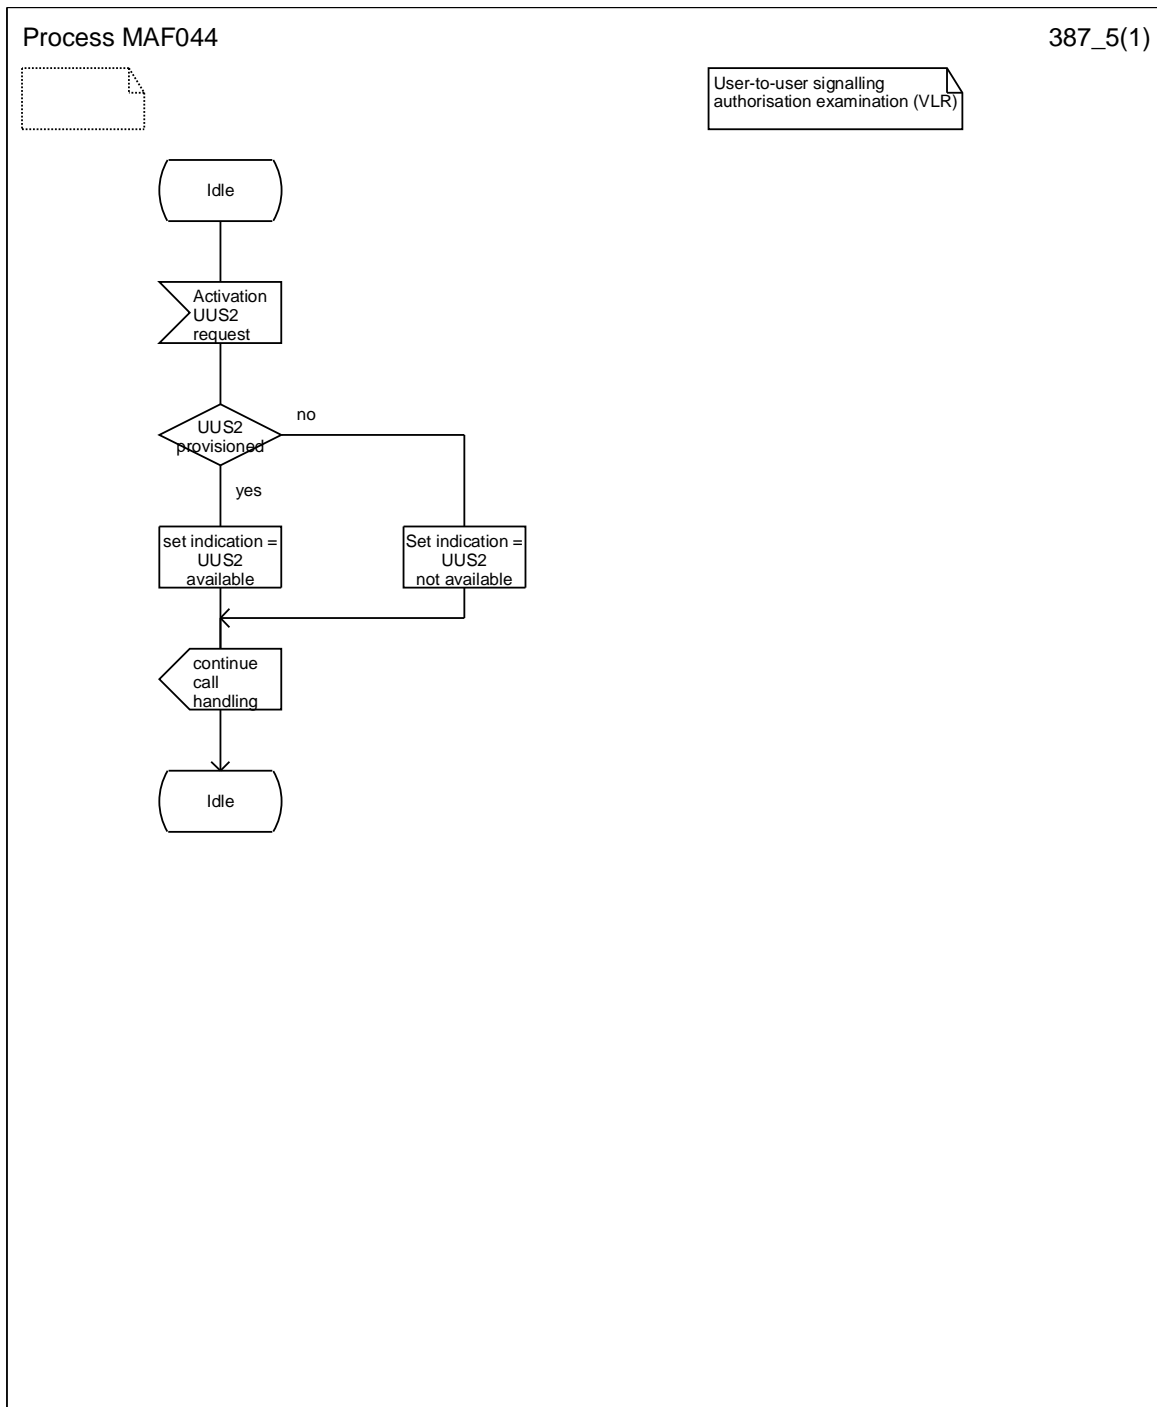 Process MAF044
387_5(1)
User-to-user signalling
authorisation examination (VLR)
Idle
Activation
UUS2
request
UUS2
provisioned
no
yes
set indication =
UUS2
available
Set indication =
UUS2
not available
continue
call
handling
Idle